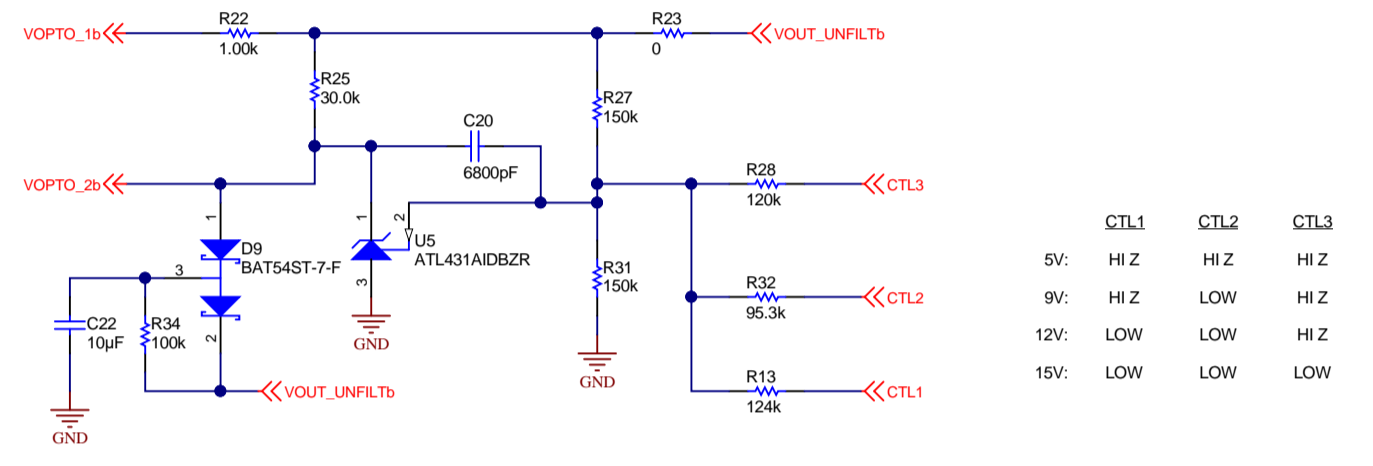 R22
R23
VOPTO_1b
VOUT_UNFILTb
1.00k
0
R25
30.0k
R27
150k
C20
6800pF
R28
VOPTO_2b
CTL3
120k
1
1
2
U5
ATL431AIDBZR
D9
BAT54ST-7-F
3
3
R31
150k
R32
CTL2
95.3k
C22
10µF
R34
100k
2
GND
GND
R13
VOUT_UNFILTb
CTL1
124k
GND
CTL1 CTL2 CTL3
5V: HI Z HI Z HI Z
9V: HI Z LOW HI Z
12V: LOW LOW HI Z
15V: LOW LOW LOW